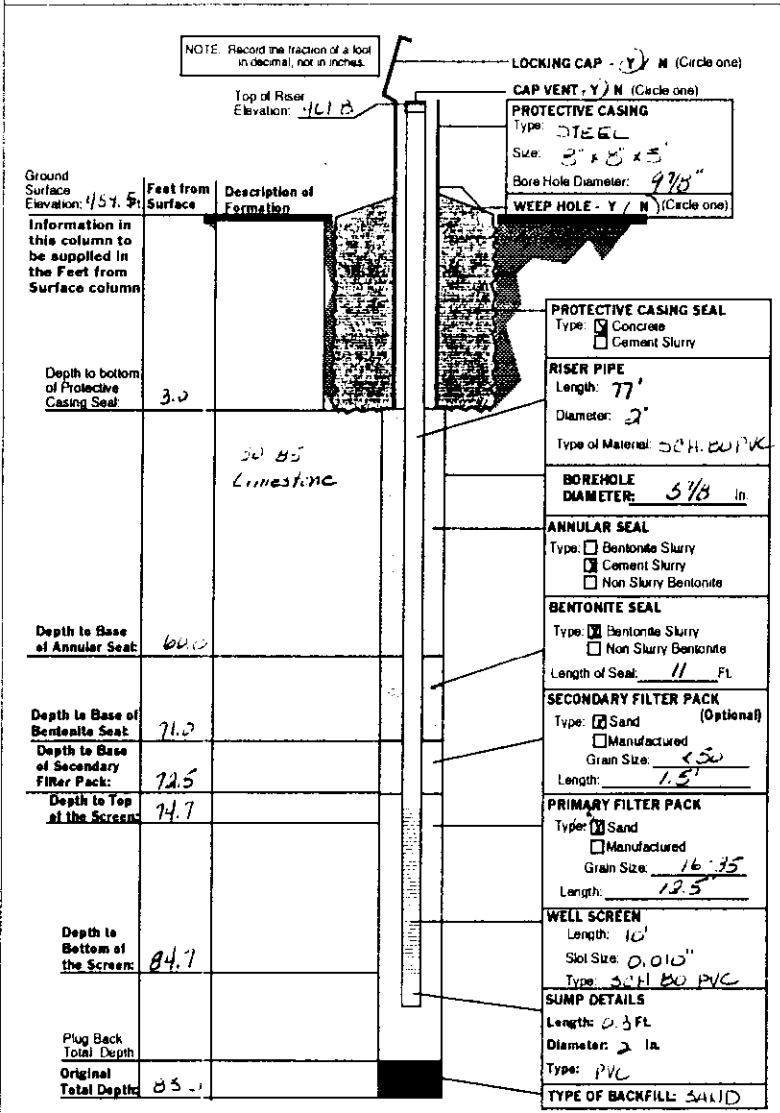 NOTE: Record the fraction of a foot
in decimal, not in inches.
LOCKING CAP - Y / N (Circle one)
CAP VENT - Y / N (Circle one)
Top of Riser
Elevation:
PROTECTIVE CASING
Type: STEEL
Size:
Bore Hole Diameter: 9 7/8"
WEEP HOLE - Y / N (Circle one)
Ground
Surface
Elevation:
Feet from
Surface
Description of
Formation
Information in
this column to
be supplied in
the Feet from
Surface column
PROTECTIVE CASING SEAL
Type: Concrete
Cement Slurry
Depth to bottom
of Protective
Casing Seal: 3.0
RISER PIPE
Length: 77'
Diameter: 2"
Type of Material: SCH. 80 PVC
Limestone
BOREHOLE
DIAMETER: 5 7/8 In.
ANNULAR SEAL
Type: Bentonite Slurry
Cement Slurry
Non Slurry Bentonite
Depth to Base
of Annular Seal: 60.0
BENTONITE SEAL
Type: Bentonite Slurry
Non Slurry Bentonite
Length of Seal: 11 Ft.
Depth to Base of
Bentonite Seal: 71.0
SECONDARY FILTER PACK
(Optional)
Type: Sand
Manufactured
Grain Size: <50
Length: 1.5'
Depth to Base
of Secondary
Filter Pack: 72.5
Depth to Top
of the Screen: 74.7
PRIMARY FILTER PACK
Type: Sand
Manufactured
Grain Size: 16-35
Length: 12.5'
Depth to
Bottom of
the Screen: 84.7
WELL SCREEN
Length: 10'
Slot Size: 0.010"
Type: SCH 80 PVC
SUMP DETAILS
Length: 0.3 Ft.
Diameter: 2 In.
Type: PVC
Plug Back
Total Depth
Original
Total Depth:
TYPE OF BACKFILL: SAND